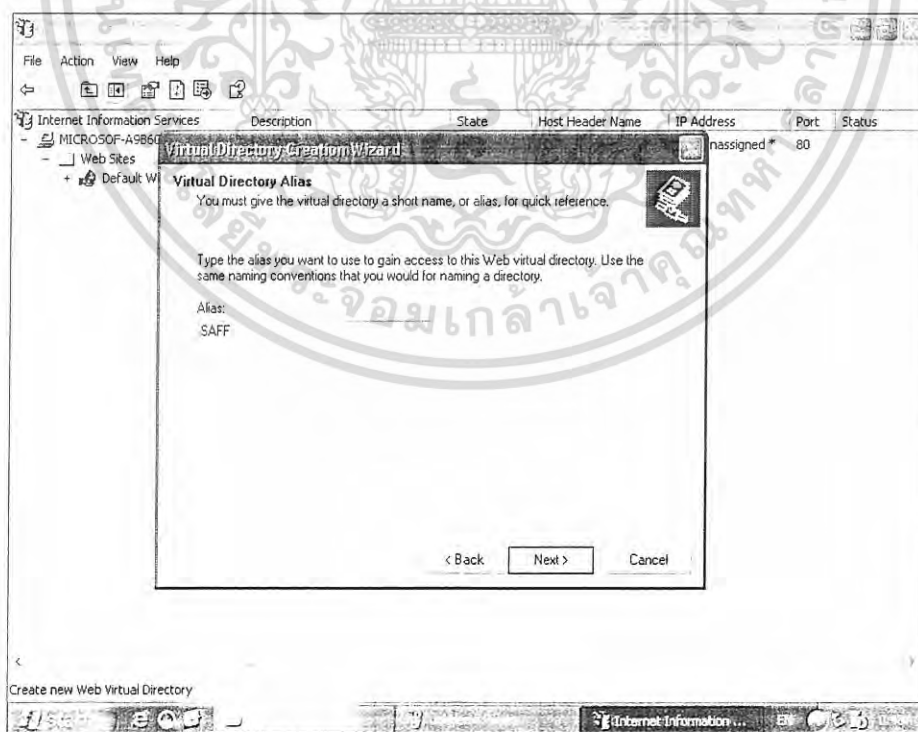 File Action View Help
Internet Information Services Description State Host Header Name IP Address Port Status
MICROSOF-A9B60
nassigned * 80
Web Sites
Default W
Virtual Directory Creation Wizard
Virtual Directory Alias
You must give the virtual directory a short name, or alias, for quick reference.
Type the alias you want to use to gain access to this Web virtual directory. Use the
same naming conventions that you would for naming a directory.
Alias:
SAFF
< Back Next > Cancel
Create new Web Virtual Directory
start Internet Information ... EN